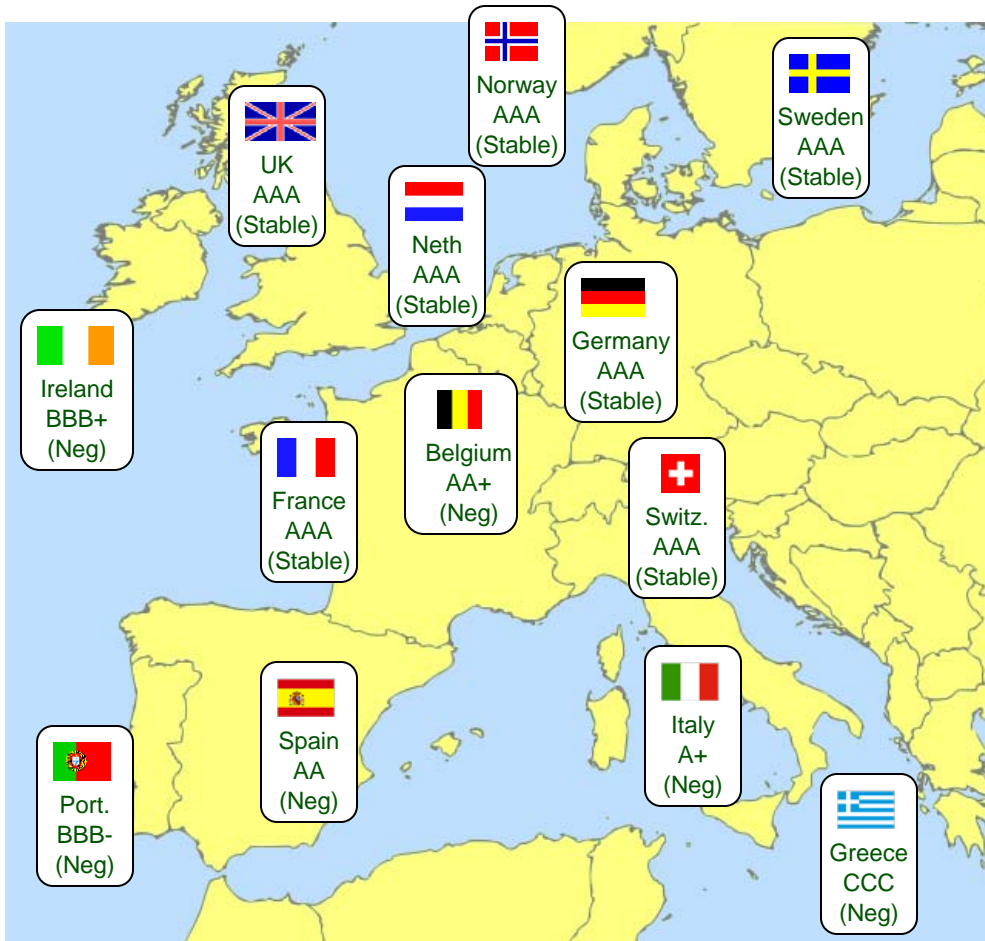 Norway
AAA
(Stable)
Sweden
AAA
(Stable)
UK
AAA
(Stable)
Neth
AAA
(Stable)
Germany
AAA
(Stable)
Ireland
BBB+
(Neg)
Belgium
AA+
(Neg)
France
AAA
(Stable)
Switz.
AAA
(Stable)
Spain
AA
(Neg)
Italy
A+
(Neg)
Port.
BBB-
(Neg)
Greece
CCC
(Neg)